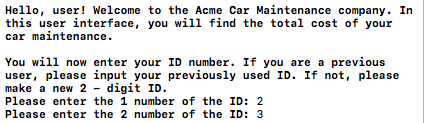 Hello, user! Welcome to the Acme Car Maintenance company. In
this user interface, you will find the total cost of your
car maintenance.
You will now enter your ID number. If you are a previous
user, please input your previously used ID. If not, please
make a new 2 – digit ID.
Please enter the 1 number of the ID: 2
Please enter the 2 number of the ID: 3